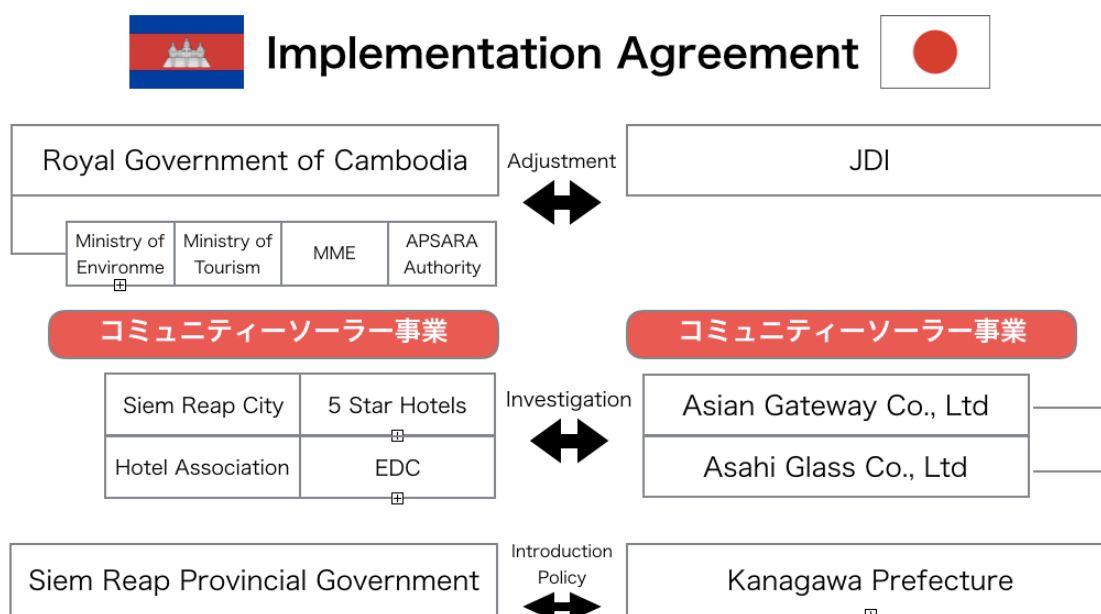 Implementation Agreement
Royal Government of Cambodia
Adjustment
JDI
Ministry of
Environme
Ministry of
Tourism
MME
APSARA
Authority
コミュニティーソーラー事業
コミュニティーソーラー事業
Siem Reap City
5 Star Hotels
Investigation
Asian Gateway Co., Ltd
Hotel Association
EDC
Asahi Glass Co., Ltd
Introduction
Policy
Siem Reap Provincial Government
Kanagawa Prefecture